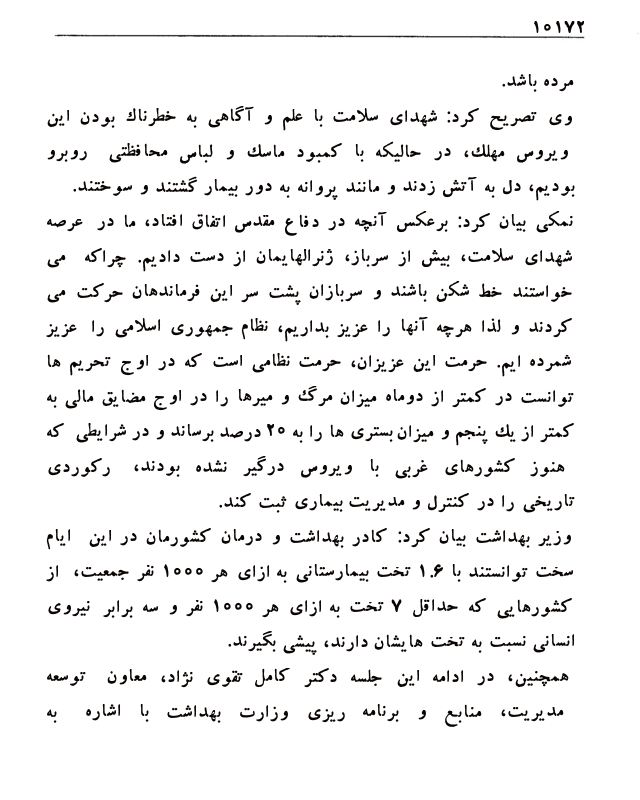 ۱۰۱۷۲
مرده باشد.
وی تصریح کرد: شهدای سلامت با علم و آگاهی به خطرناك بودن این
ویروس مهلك، در حالیکه با کمبود ماسك و لباس محافظتی روبرو
بودیم، دل به آتش زدند و مانند پروانه به دور بیمار گشتند و سوختند.
نمکی بیان کرد: برعکس آنچه در دفاع مقدس اتفاق افتاد، ما در عرصه
شهدای سلامت، بیش از سرباز، ژنرالهایمان از دست دادیم. چراکه می
خواستند خط شکن باشند و سربازان پشت سر این فرماندهان حرکت می
کردند و لذا هرچه آنها را عزیز بداریم، نظام جمهوری اسلامی را عزیز
شمرده ایم. حرمت این عزیزان، حرمت نظامی است که در اوج تحریم ها
توانست در کمتر از دوماه میزان مرگ و میرها را در اوج مضایق مالی به
کمتر از یك پنجم و میزان بستری ها را به ۲۵ درصد برساند و در شرایطی که
هنوز کشورهای غربی با ویروس درگیر نشده بودند، رکوردی
تاریخی را در کنترل و مدیریت بیماری ثبت کند.
وزیر بهداشت بیان کرد: کادر بهداشت و درمان کشورمان در این ایام
سخت توانستند با ۱.۶ تخت بیمارستانی به ازای هر ۱۰۰۰ نفر جمعیت، از
کشورهایی که حداقل ۷ تخت به ازای هر ۱۰۰۰ نفر و سه برابر نیروی
انسانی نسبت به تخت هایشان دارند، پیشی بگیرند.
همچنین، در ادامه این جلسه دکتر کامل تقوی نژاد، معاون توسعه
مدیریت، منابع و برنامه ریزی وزارت بهداشت با اشاره به